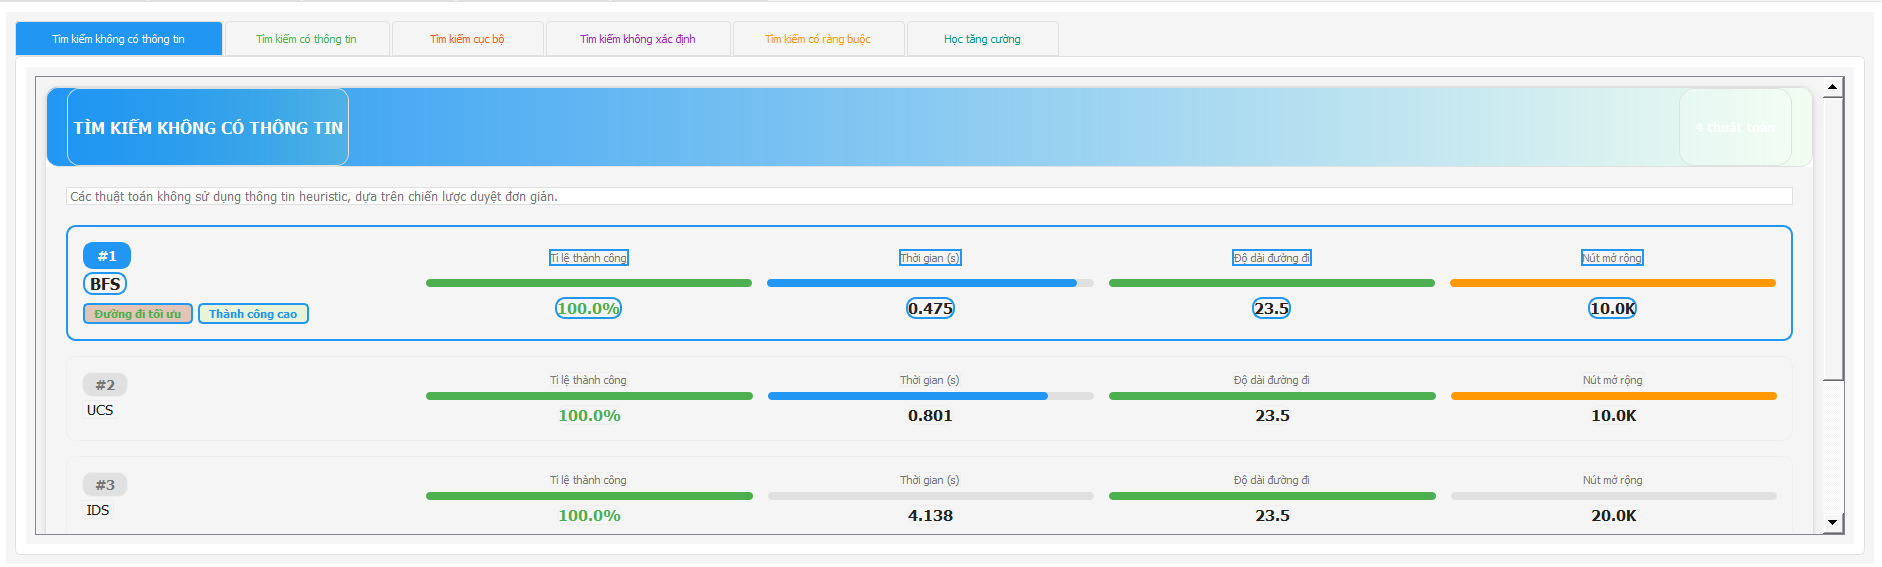 Tìm kiếm không có thông tin
Tìm kiếm có thông tin
Tìm kiếm cục bộ
Tìm kiếm không xác định
Tìm kiếm có ràng buộc
Học tăng cường
TÌM KIẾM KHÔNG CÓ THÔNG TIN
4 thuật toán
Các thuật toán không sử dụng thông tin heuristic, dựa trên chiến lược duyệt đơn giản.
#1
BFS
Đường đi tối ưu
Thành công cao
Tỉ lệ thành công
100.0%
Thời gian (s)
0.475
Độ dài đường đi
23.5
Nút mở rộng
10.0K
#2
UCS
Tỉ lệ thành công
100.0%
Thời gian (s)
0.801
Độ dài đường đi
23.5
Nút mở rộng
10.0K
#3
IDS
Tỉ lệ thành công
100.0%
Thời gian (s)
4.138
Độ dài đường đi
23.5
Nút mở rộng
20.0K